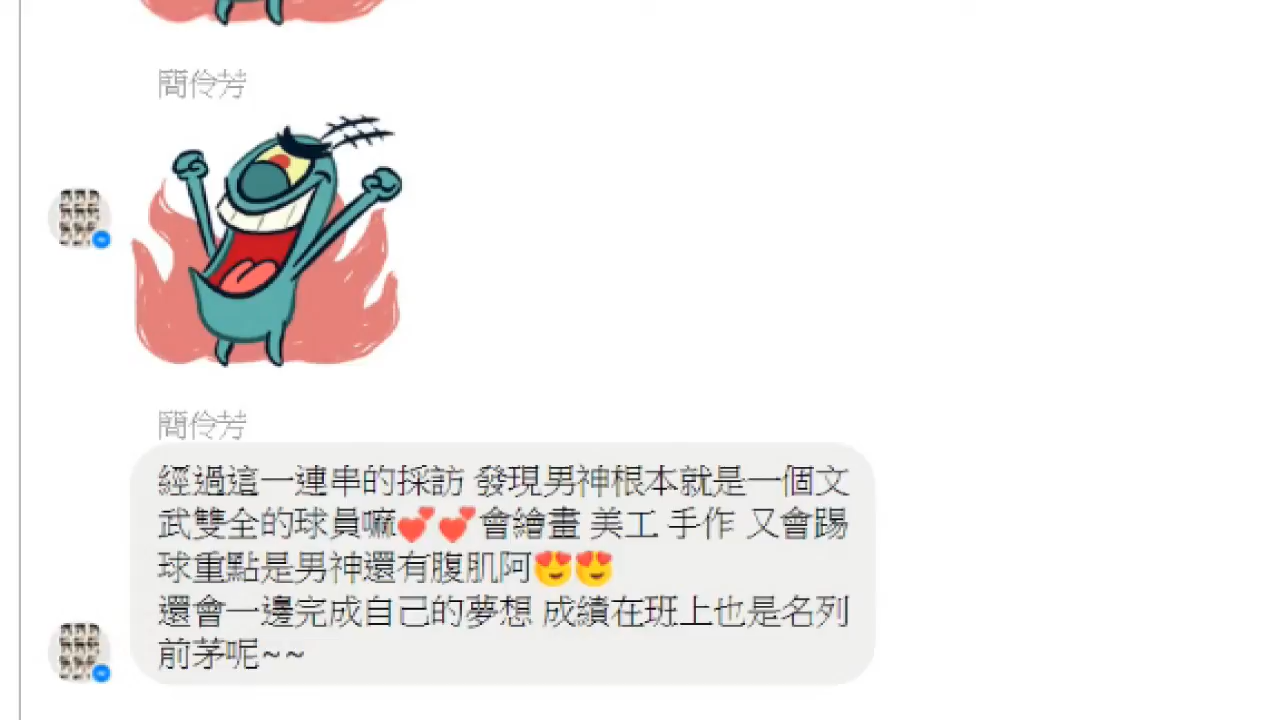 簡伶芳
簡伶芳
經過這一連串的採訪 發現男神根本就是一個文
武雙全的球員嘛💕💕會繪畫 美工 手作 又會踢
球重點是男神還有腹肌阿😍😍
還會一邊完成自己的夢想 成績在班上也是名列
前茅呢~~